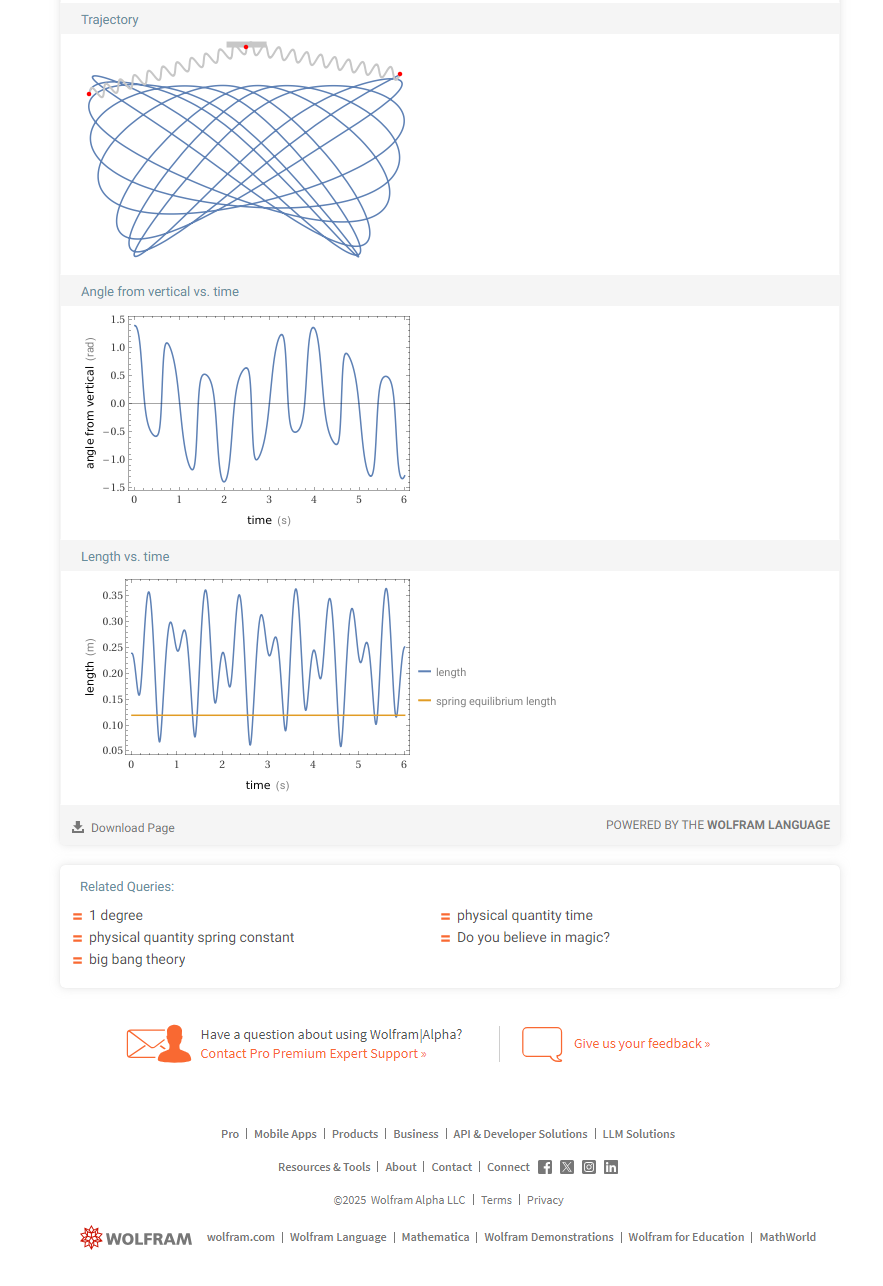 Trajectory
Angle from vertical vs. time
1.5
1.0
0.5
0.0
−0.5
−1.0
−1.5
angle from vertical (rad)
0 1 2 3 4 5 6
time (s)
Length vs. time
0.35
0.30
0.25
0.20
0.15
0.10
0.05
length (m)
0 1 2 3 4 5 6
time (s)
length
spring equilibrium length
Download Page
POWERED BY THE WOLFRAM LANGUAGE
Related Queries:
= 1 degree
= physical quantity time
= physical quantity spring constant
= Do you believe in magic?
= big bang theory
Have a question about using Wolfram|Alpha?
Contact Pro Premium Expert Support »
Give us your feedback »
Pro | Mobile Apps | Products | Business | API & Developer Solutions | LLM Solutions
Resources & Tools | About | Contact | Connect
©2025 Wolfram Alpha LLC | Terms | Privacy
WOLFRAM wolfram.com | Wolfram Language | Mathematica | Wolfram Demonstrations | Wolfram for Education | MathWorld